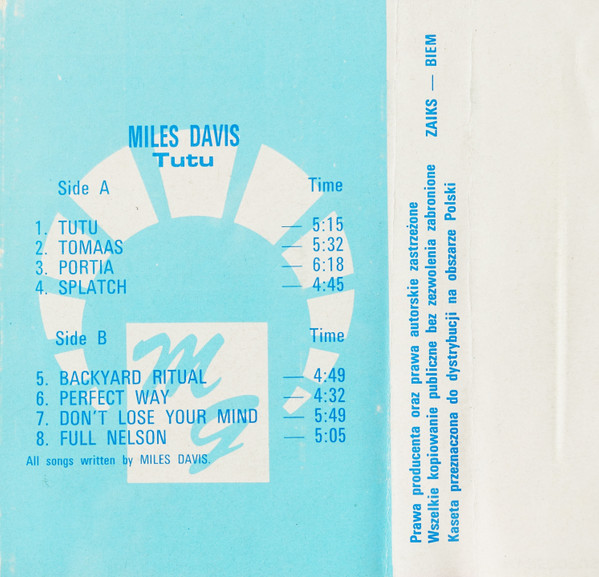 MILES DAVIS
Tutu
Side A Time
1. TUTU — 5:15
2. TOMAAS — 5:32
3. PORTIA — 6:18
4. SPLATCH — 4:45
Side B Time
5. BACKYARD RITUAL — 4:49
6. PERFECT WAY — 4:32
7. DON'T LOSE YOUR MIND — 5:49
8. FULL NELSON — 5:05
All songs written by MILES DAVIS.
MG
Prawa producenta oraz prawa autorskie zastrzeżone
Wszelkie kopiowanie publiczne bez zezwolenia zabronione ZAIKS — BIEM
Kaseta przeznaczona do dystrybucji na obszarze Polski